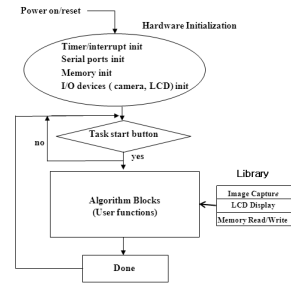 Power on/reset
Hardware Initialization
Timer/interrupt init
Serial ports init
Memory init
I/O devices ( camera, LCD) init
Task start button
no
yes
Library
Algorithm Blocks
(User functions)
Image Capture
LCD Display
Memory Read/Write
Done